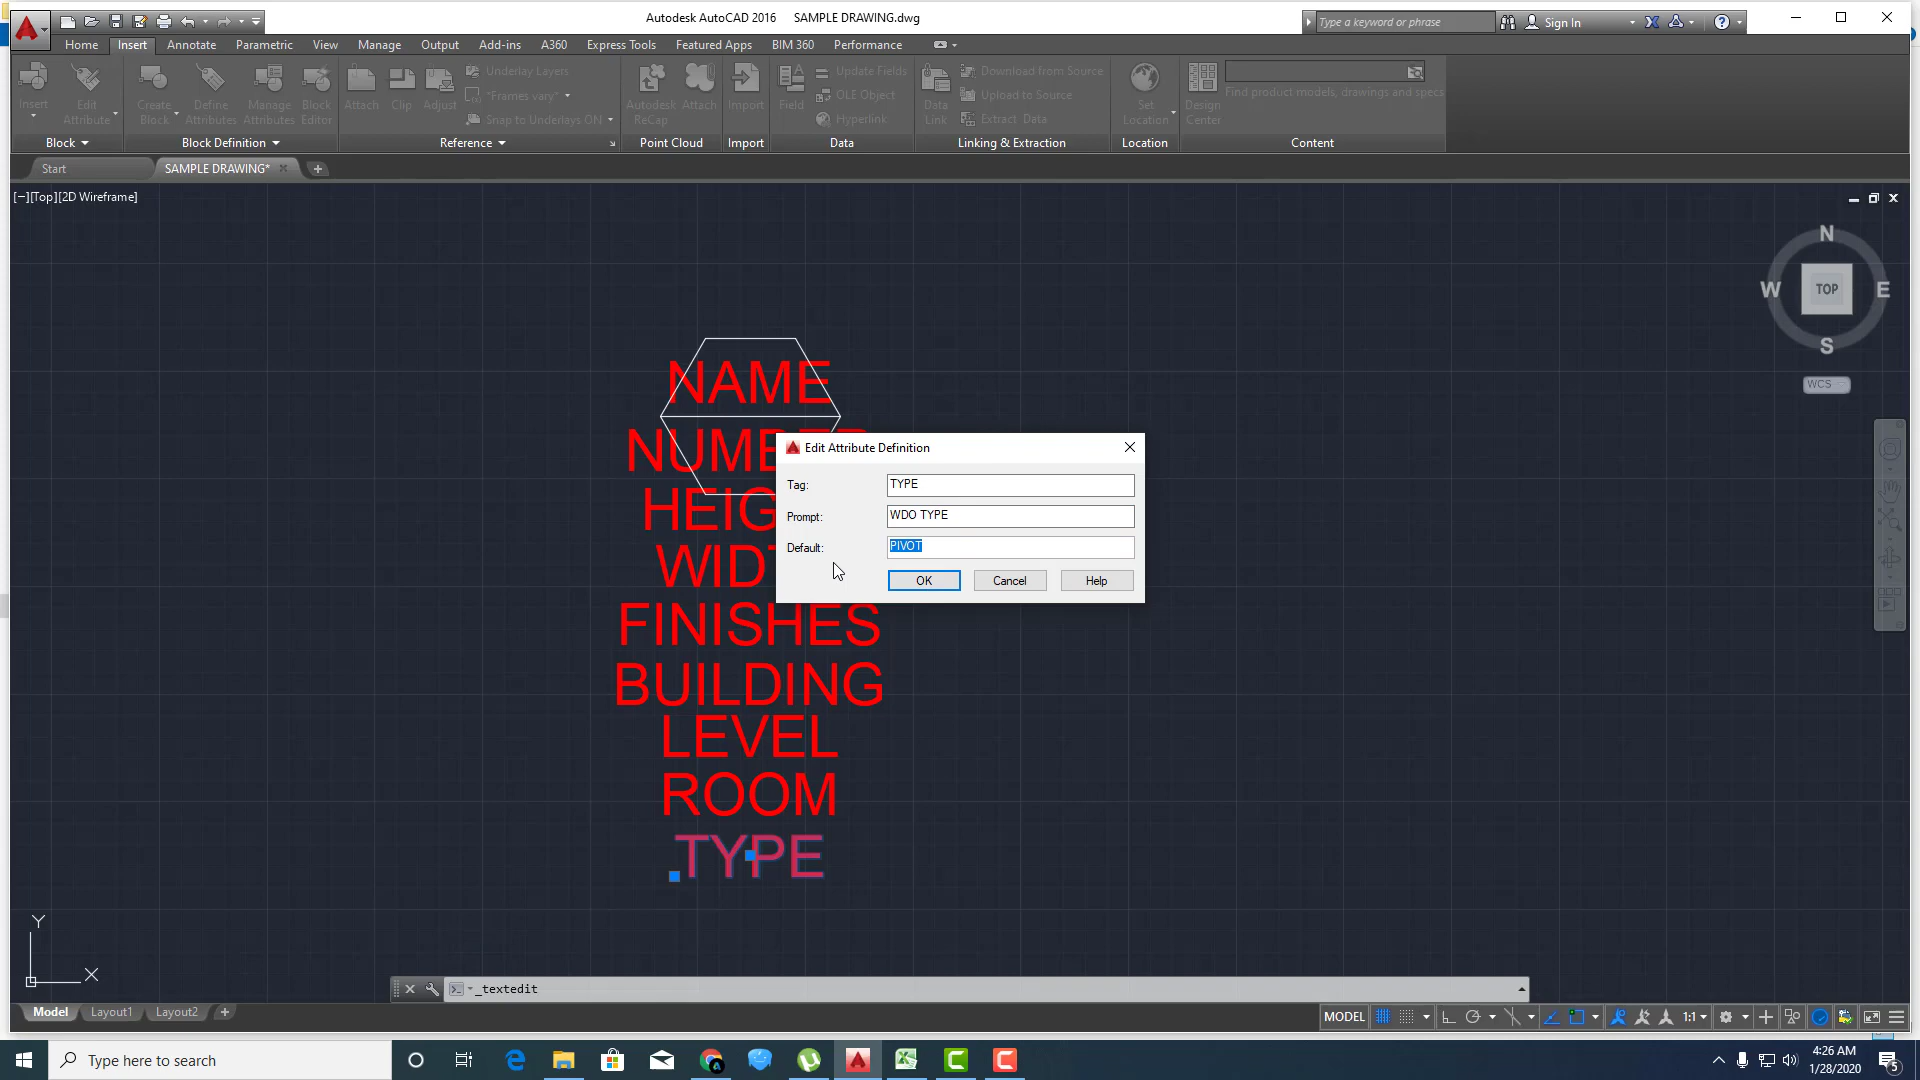 Autodesk AutoCAD 2016 SAMPLE DRAWING.dwg
Type a keyword or phrase
Sign In
Home Insert Annotate Parametric View Manage Output Add-ins A360 Express Tools Featured Apps BIM 360 Performance
Insert
Edit Attribute
Create Block
Define Attributes
Manage Attributes
Block Editor
Attach
Clip
Adjust
Underlay Layers
*Frames vary*
Snap to Underlays ON
Autodesk ReCap
Attach
Import
Field
Update Fields
OLE Object
Hyperlink
Data Link
Download from Source
Upload to Source
Extract Data
Set Location
Design Center
Find product models, drawings and specs
Block Block Definition Reference Point Cloud Import Data Linking & Extraction Location Content
Start SAMPLE DRAWING*
[−][Top][2D Wireframe]
N
W TOP E
S
WCS
NAME
Edit Attribute Definition
Tag: TYPE
Prompt: WDO TYPE
Default: PIVOT
OK Cancel Help
FINISHES
BUILDING
LEVEL
ROOM
TYPE
Y
X
_textedit
Model Layout1 Layout2
MODEL
1:1
Type here to search
4:26 AM
1/28/2020
5